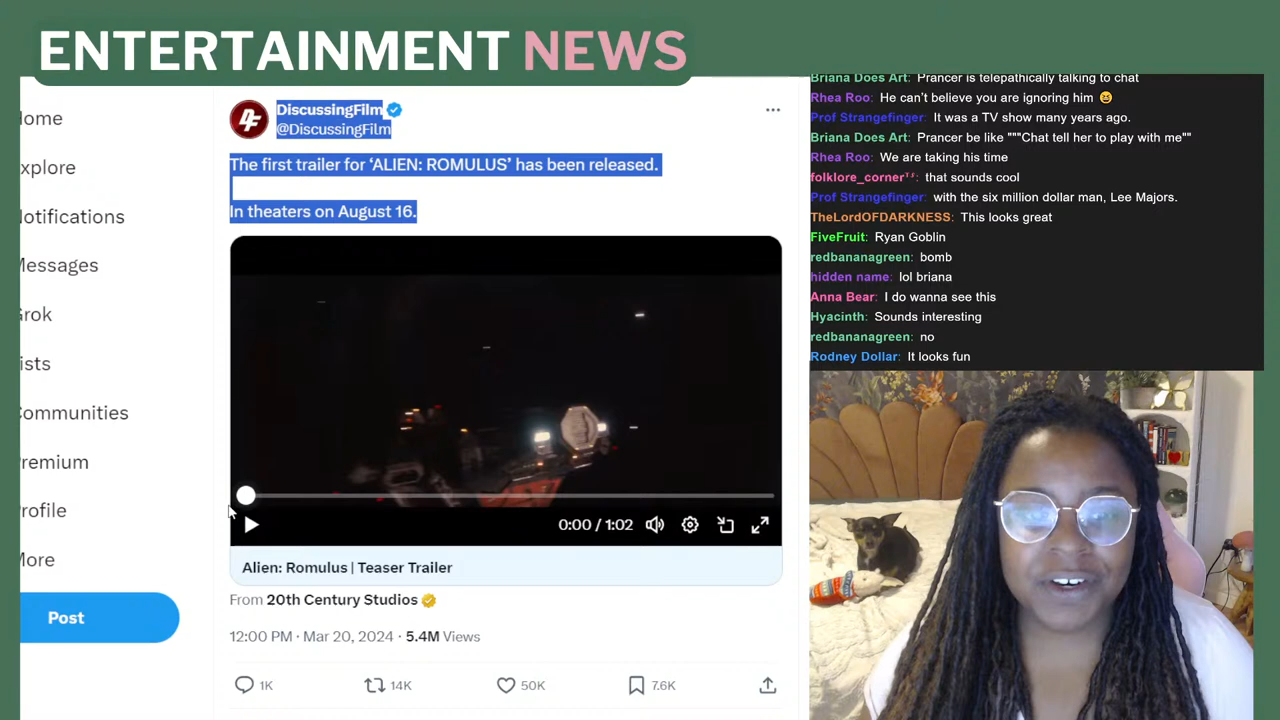 ENTERTAINMENT NEWS
ome
xplore
otifications
Messages
Grok
ists
Communities
remium
rofile
More
Post
DiscussingFilm
@DiscussingFilm
The first trailer for ‘ALIEN: ROMULUS’ has been released.
In theaters on August 16.
0:00 / 1:02
Alien: Romulus | Teaser Trailer
From 20th Century Studios
12:00 PM · Mar 20, 2024 · 5.4M Views
1K 14K 50K 7.6K
Briana Does Art: Prancer is telepathically talking to chat
Rhea Roo: He can’t believe you are ignoring him 😆
Prof Strangefinger: It was a TV show many years ago.
Briana Does Art: Prancer be like """Chat tell her to play with me"""
Rhea Roo: We are taking his time
folklore_cornerᵀᴶ: that sounds cool
Prof Strangefinger: with the six million dollar man, Lee Majors.
TheLordOFDARKNESS: This looks great
FiveFruit: Ryan Goblin
redbananagreen: bomb
hidden name: lol briana
Anna Bear: I do wanna see this
Hyacinth: Sounds interesting
redbananagreen: no
Rodney Dollar: It looks fun